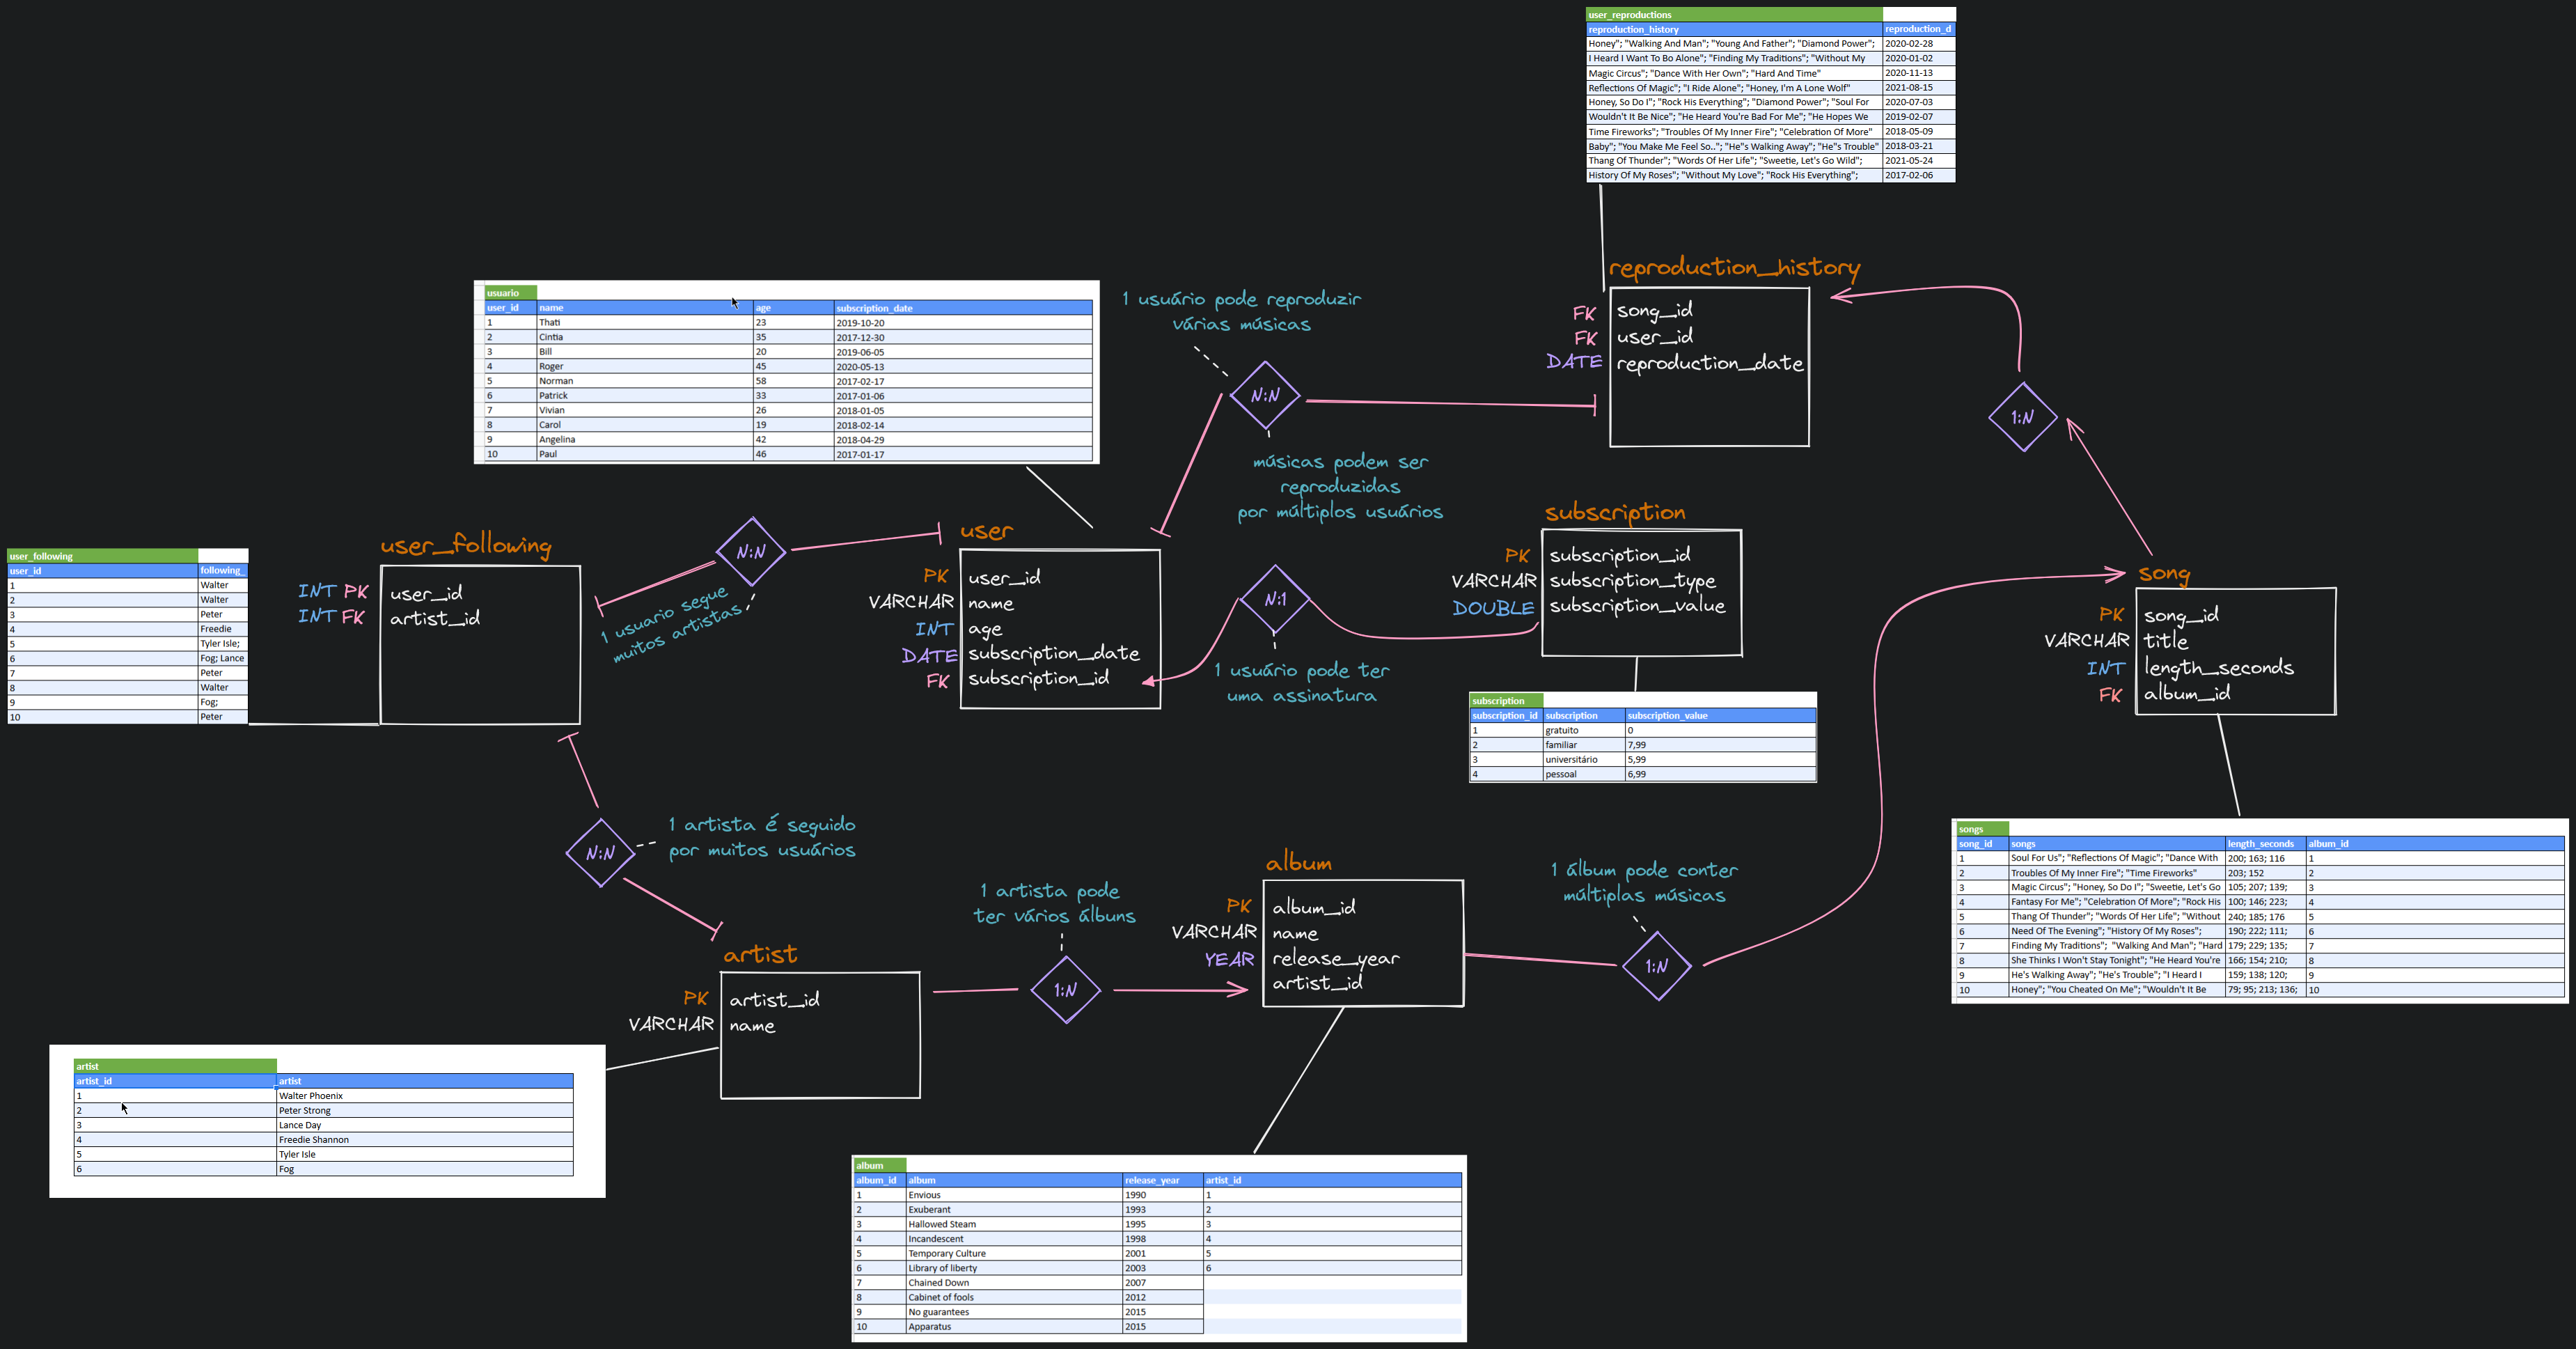 user_reproductions
reproduction_history reproduction_d
Honey"; "Walking And Man"; "Young And Father"; "Diamond Power"; 2020-02-28
I Heard I Want To Bo Alone"; "Finding My Traditions"; "Without My 2020-01-02
Magic Circus"; "Dance With Her Own"; "Hard And Time" 2020-11-13
Reflections Of Magic"; "I Ride Alone"; "Honey, I'm A Lone Wolf" 2021-08-15
Honey, So Do I"; "Rock His Everything"; "Diamond Power"; "Soul For 2020-07-03
Wouldn't It Be Nice"; "He Heard You're Bad For Me"; "He Hopes We 2019-02-07
Time Fireworks"; "Troubles Of My Inner Fire"; "Celebration Of More" 2018-05-09
Baby"; "You Make Me Feel So.."; "He"s Walking Away"; "He"s Trouble" 2018-03-21
Thang Of Thunder"; "Words Of Her Life"; "Sweetie, Let's Go Wild"; 2021-05-24
History Of My Roses"; "Without My Love"; "Rock His Everything"; 2017-02-06
reproduction_history
FK song_id
FK user_id
DATE reproduction_date
usuario
user_id name age subscription_date
1 Thati 23 2019-10-20
2 Cintia 35 2017-12-30
3 Bill 20 2019-06-05
4 Roger 45 2020-05-13
5 Norman 58 2017-02-17
6 Patrick 33 2017-01-06
7 Vivian 26 2018-01-05
8 Carol 19 2018-02-14
9 Angelina 42 2018-04-29
10 Paul 46 2017-01-17
1 usuário pode reproduzir
várias músicas
N:N
músicas podem ser
reproduzidas
por múltiplos usuários
1:N
user_following
user_id following_
1 Walter
2 Walter
3 Peter
4 Freedie
5 Tyler Isle;
6 Fog; Lance
7 Peter
8 Walter
9 Fog;
10 Peter
user_following
INT PK user_id
INT FK artist_id
N:N
1 usuario segue
muitos artistas
user
PK user_id
VARCHAR name
INT age
DATE subscription_date
FK subscription_id
N:1
1 usuário pode ter
uma assinatura
subscription
PK subscription_id
VARCHAR subscription_type
DOUBLE subscription_value
subscription
subscription_id subscription subscription_value
1 gratuito 0
2 familiar 7,99
3 universitário 5,99
4 pessoal 6,99
song
PK song_id
VARCHAR title
INT length_seconds
FK album_id
songs
song_id songs length_seconds album_id
1 Soul For Us"; "Reflections Of Magic"; "Dance With 200; 163; 116 1
2 Troubles Of My Inner Fire"; "Time Fireworks" 203; 152 2
3 Magic Circus"; "Honey, So Do I"; "Sweetie, Let's Go 105; 207; 139; 3
4 Fantasy For Me"; "Celebration Of More"; "Rock His 100; 146; 223; 4
5 Thang Of Thunder"; "Words Of Her Life"; "Without 240; 185; 176 5
6 Need Of The Evening"; "History Of My Roses"; 190; 222; 111; 6
7 Finding My Traditions"; "Walking And Man"; "Hard 179; 229; 135; 7
8 She Thinks I Won't Stay Tonight"; "He Heard You're 166; 154; 210; 8
9 He's Walking Away"; "He's Trouble"; "I Heard I 159; 138; 120; 9
10 Honey"; "You Cheated On Me"; "Wouldn't It Be 79; 95; 213; 136; 10
N:N
1 artista é seguido
por muitos usuários
artist
PK artist_id
VARCHAR name
artist
artist_id artist
1 Walter Phoenix
2 Peter Strong
3 Lance Day
4 Freedie Shannon
5 Tyler Isle
6 Fog
1 artista pode
ter vários álbuns
1:N
album
PK album_id
VARCHAR name
YEAR release_year
artist_id
1 álbum pode conter
múltiplas músicas
1:N
album
album_id album release_year artist_id
1 Envious 1990 1
2 Exuberant 1993 2
3 Hallowed Steam 1995 3
4 Incandescent 1998 4
5 Temporary Culture 2001 5
6 Library of liberty 2003 6
7 Chained Down 2007
8 Cabinet of fools 2012
9 No guarantees 2015
10 Apparatus 2015